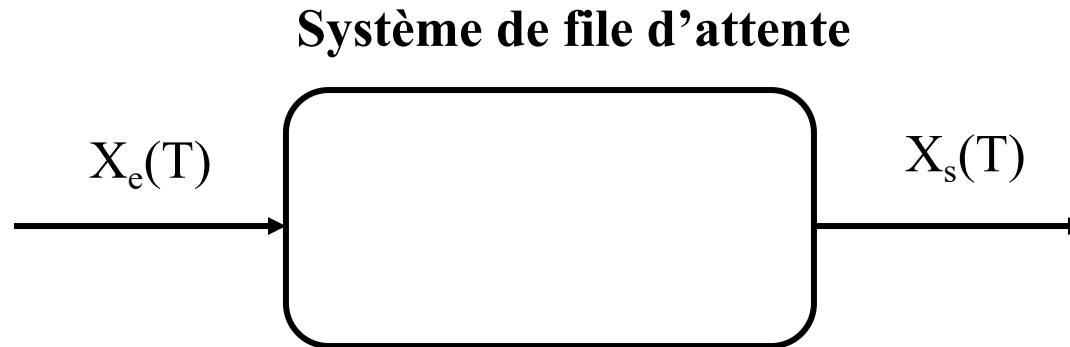 Système de file d’attente
Xe(T)
Xs(T)